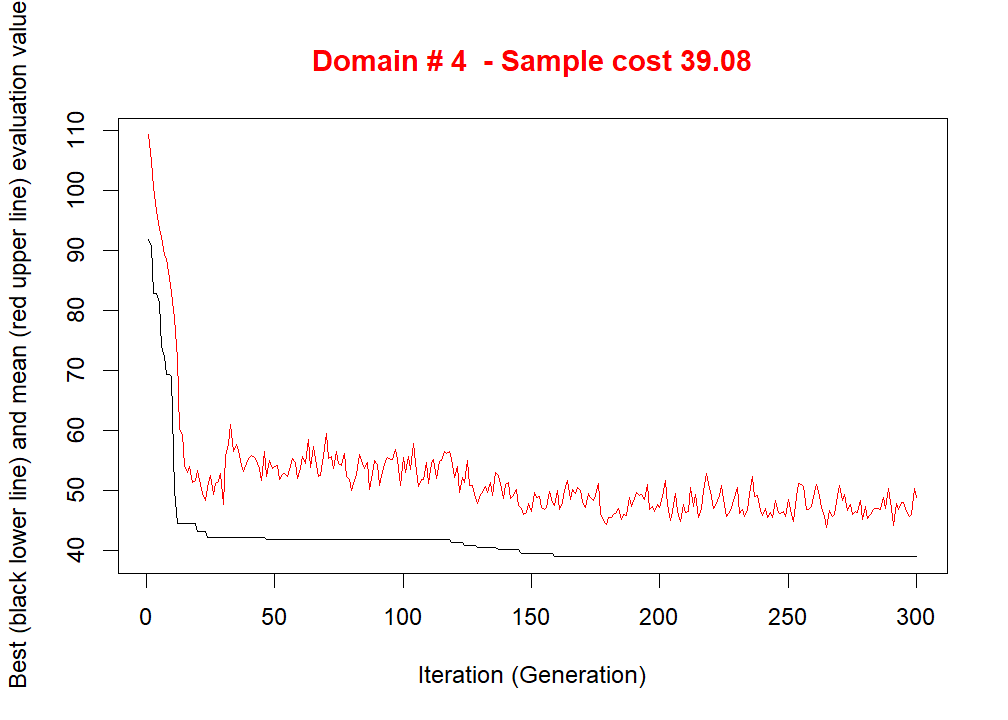 Domain # 4  - Sample cost 39.08
Best (black lower line) and mean (red upper line) evaluation value
110
100
90
80
70
60
50
40
0 50 100 150 200 250 300
Iteration (Generation)